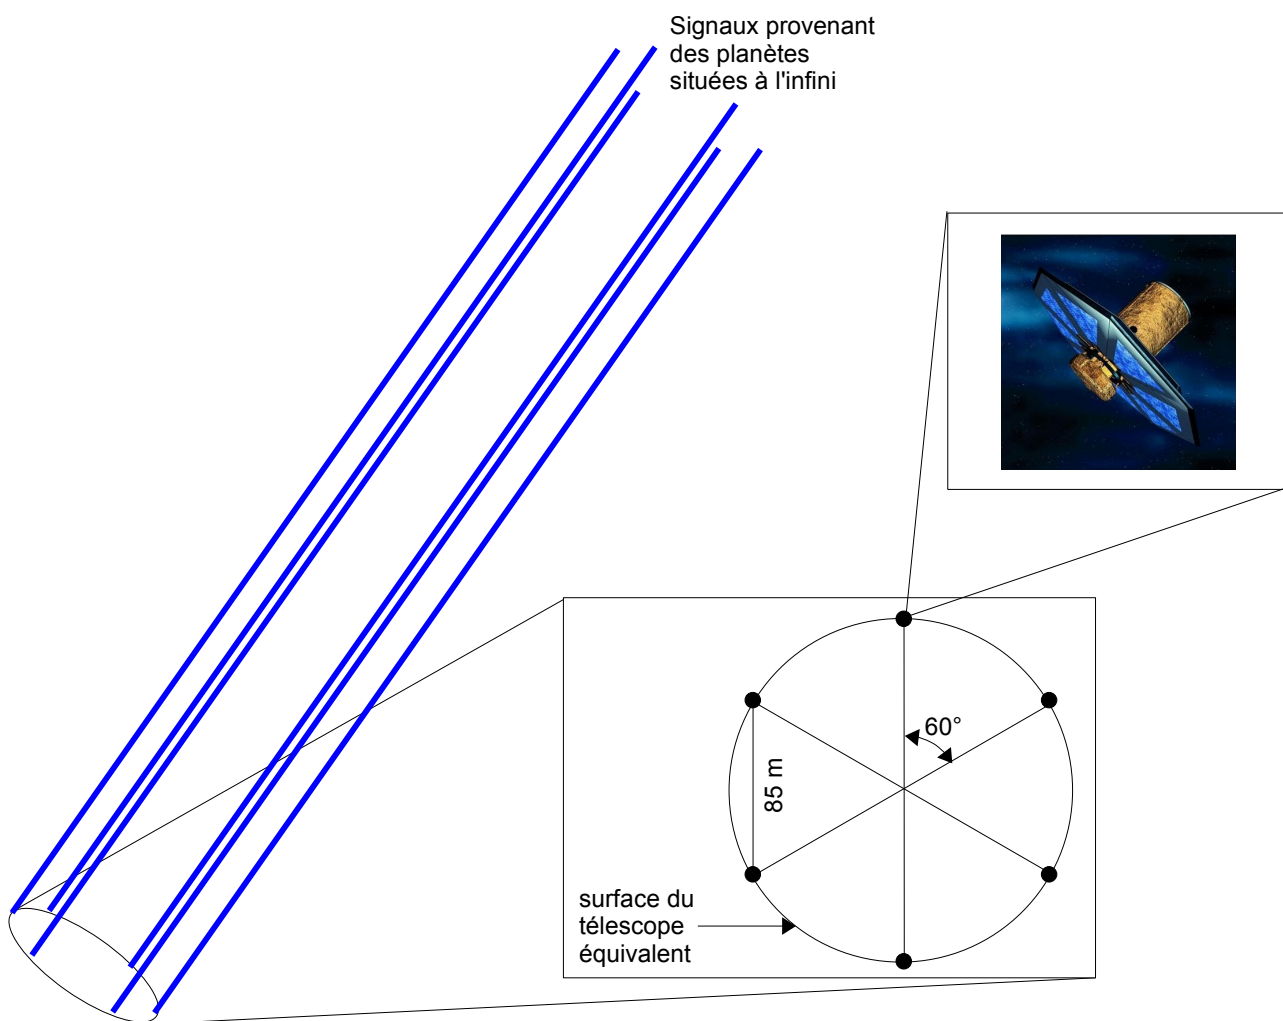 Signaux provenant
des planètes
situées à l'infini
60°
85 m
surface du
télescope
équivalent